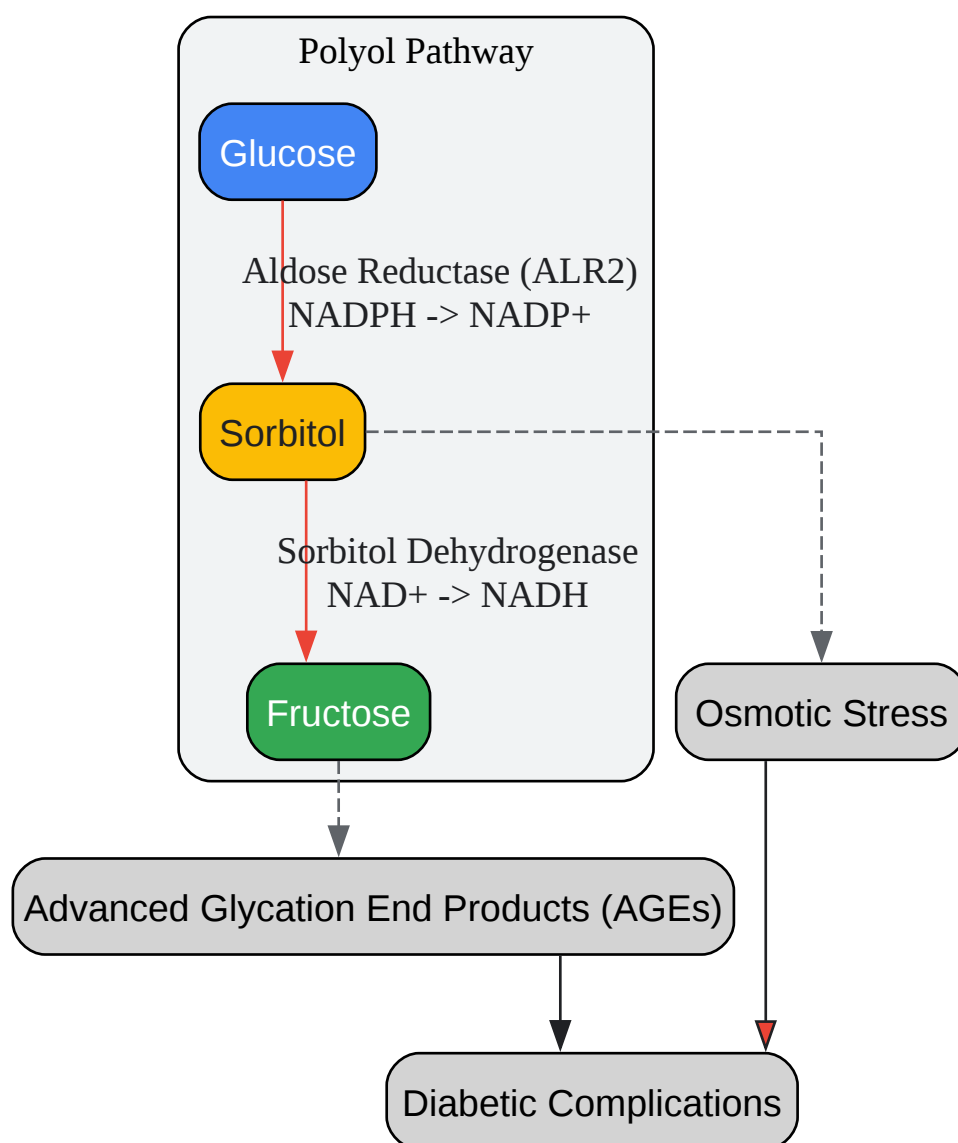 Polyol Pathway
Glucose
Aldose Reductase (ALR2)
NADPH -> NADP+
Sorbitol
Sorbitol Dehydrogenase
NAD+ -> NADH
Fructose
Osmotic Stress
Advanced Glycation End Products (AGEs)
Diabetic Complications